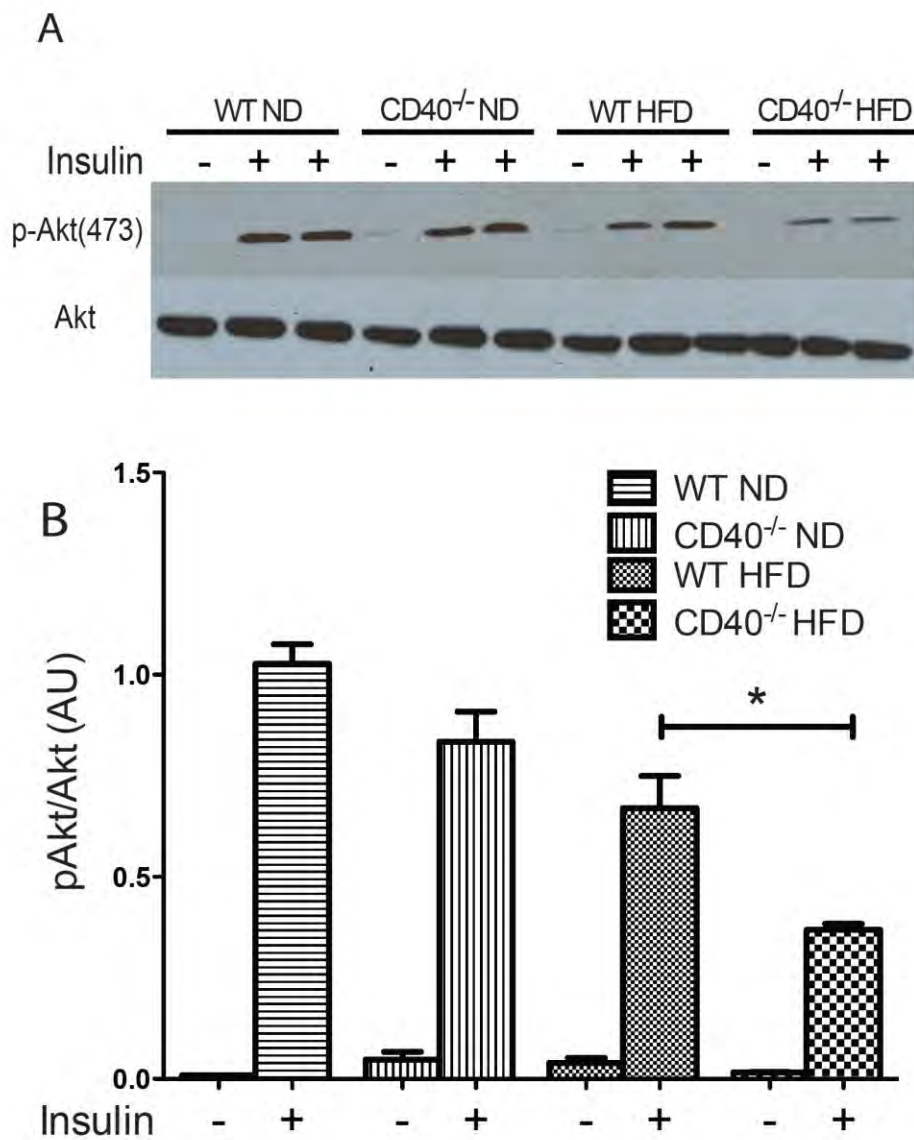 A
WT ND CD40-/- ND WT HFD CD40-/- HFD
Insulin - + + - + + - + + - + +
p-Akt(473)
Akt
B
1.5
1.0
0.5
0.0
pAkt/Akt (AU)
WT ND
CD40-/- ND
WT HFD
CD40-/- HFD
*
Insulin - + - + - + - +